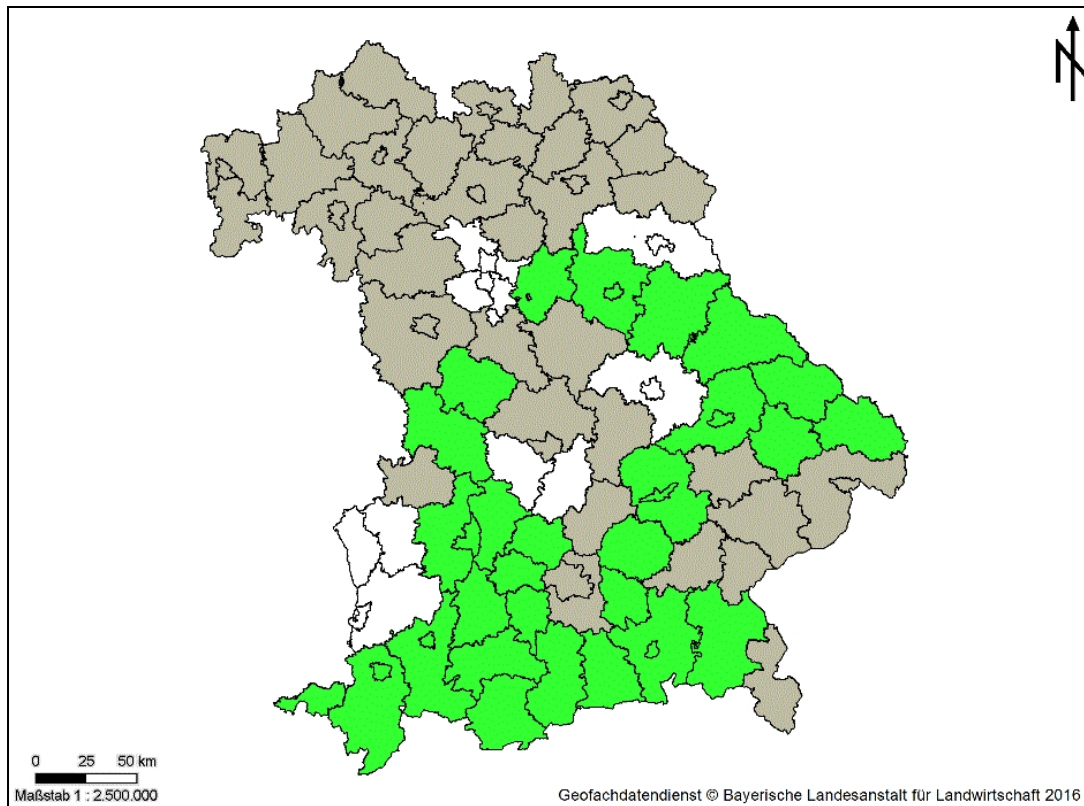 N
0 25 50 km
Maßstab 1 : 2.500.000
Geofachdatendienst © Bayerische Landesanstalt für Landwirtschaft 2016